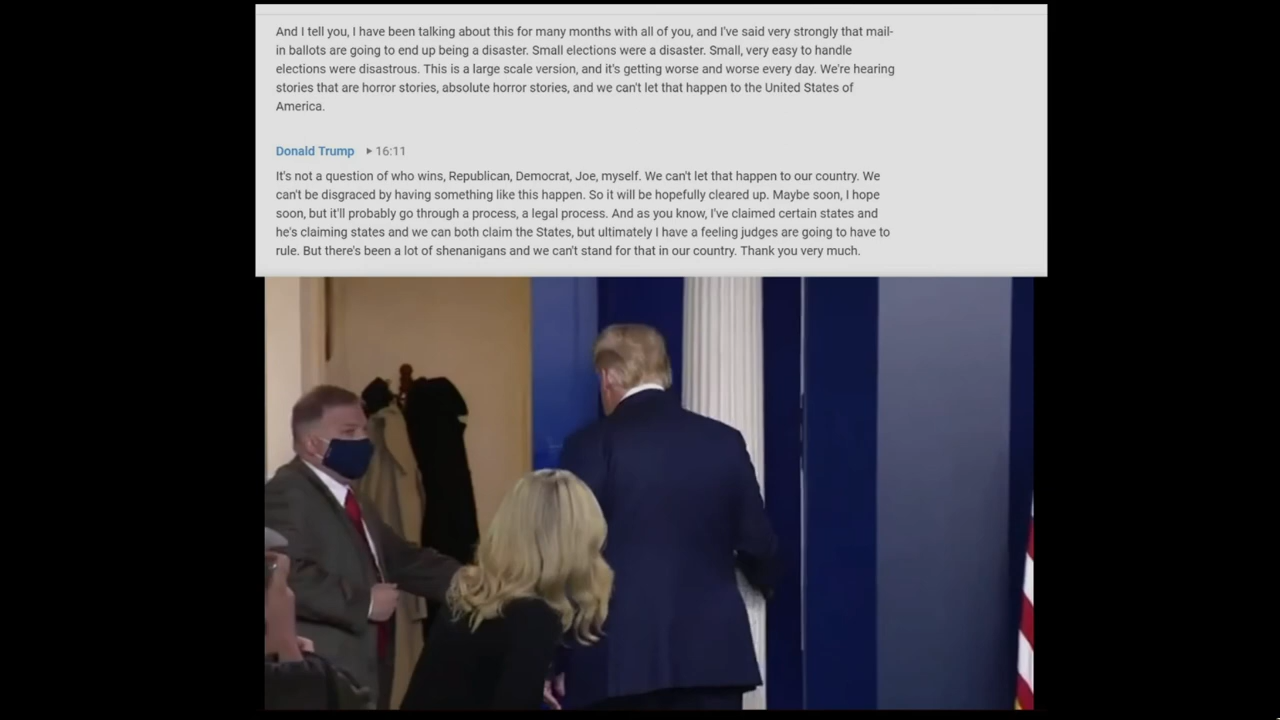 And I tell you, I have been talking about this for many months with all of you, and I've said very strongly that mail-
in ballots are going to end up being a disaster. Small elections were a disaster. Small, very easy to handle
elections were disastrous. This is a large scale version, and it's getting worse and worse every day. We're hearing
stories that are horror stories, absolute horror stories, and we can't let that happen to the United States of
America.
Donald Trump 16:11
It's not a question of who wins, Republican, Democrat, Joe, myself. We can't let that happen to our country. We
can't be disgraced by having something like this happen. So it will be hopefully cleared up. Maybe soon, I hope
soon, but it'll probably go through a process, a legal process. And as you know, I've claimed certain states and
he's claiming states and we can both claim the States, but ultimately I have a feeling judges are going to have to
rule. But there's been a lot of shenanigans and we can't stand for that in our country. Thank you very much.